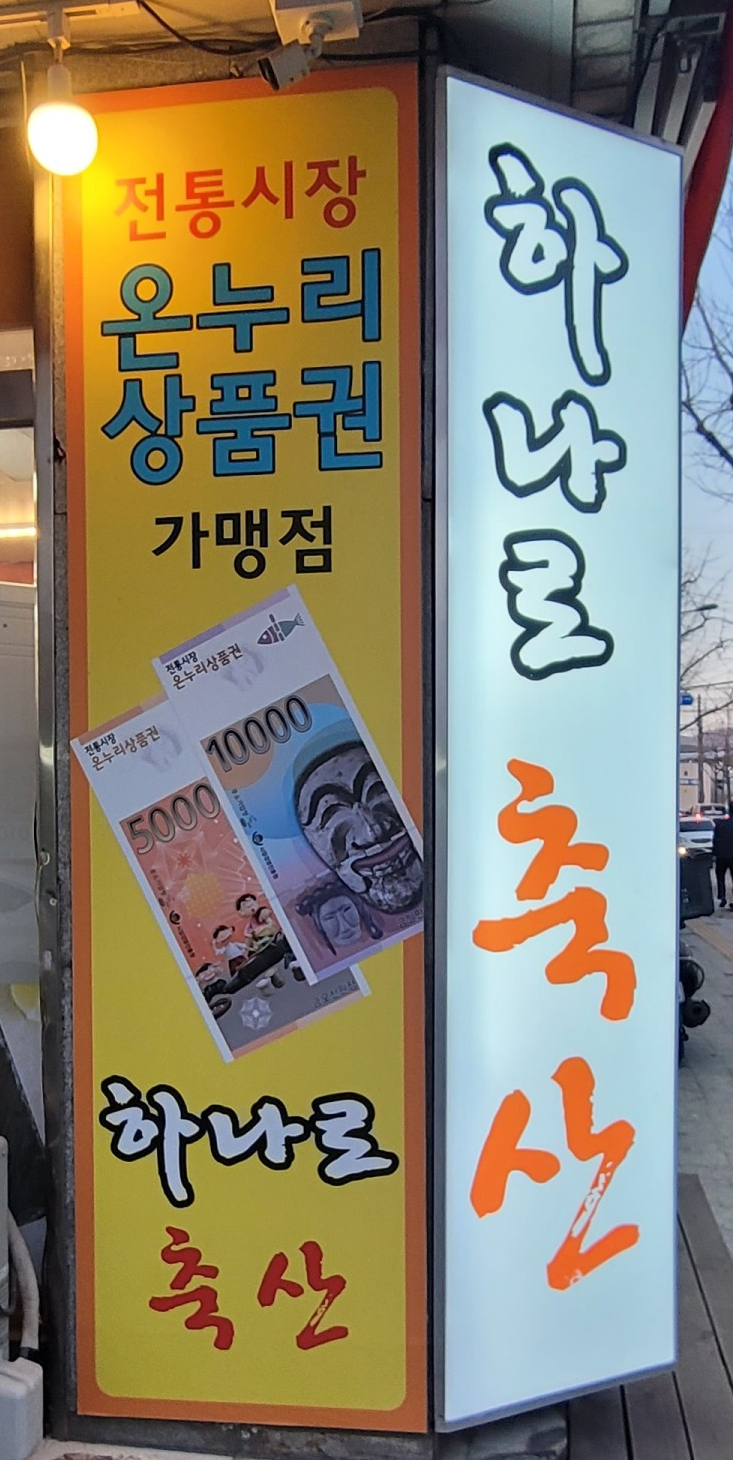 전통시장
온누리
상품권
가맹점
전통시장
온누리상품권
10000
전통시장
온누리상품권
5000
하나로
축산
하나로
축산